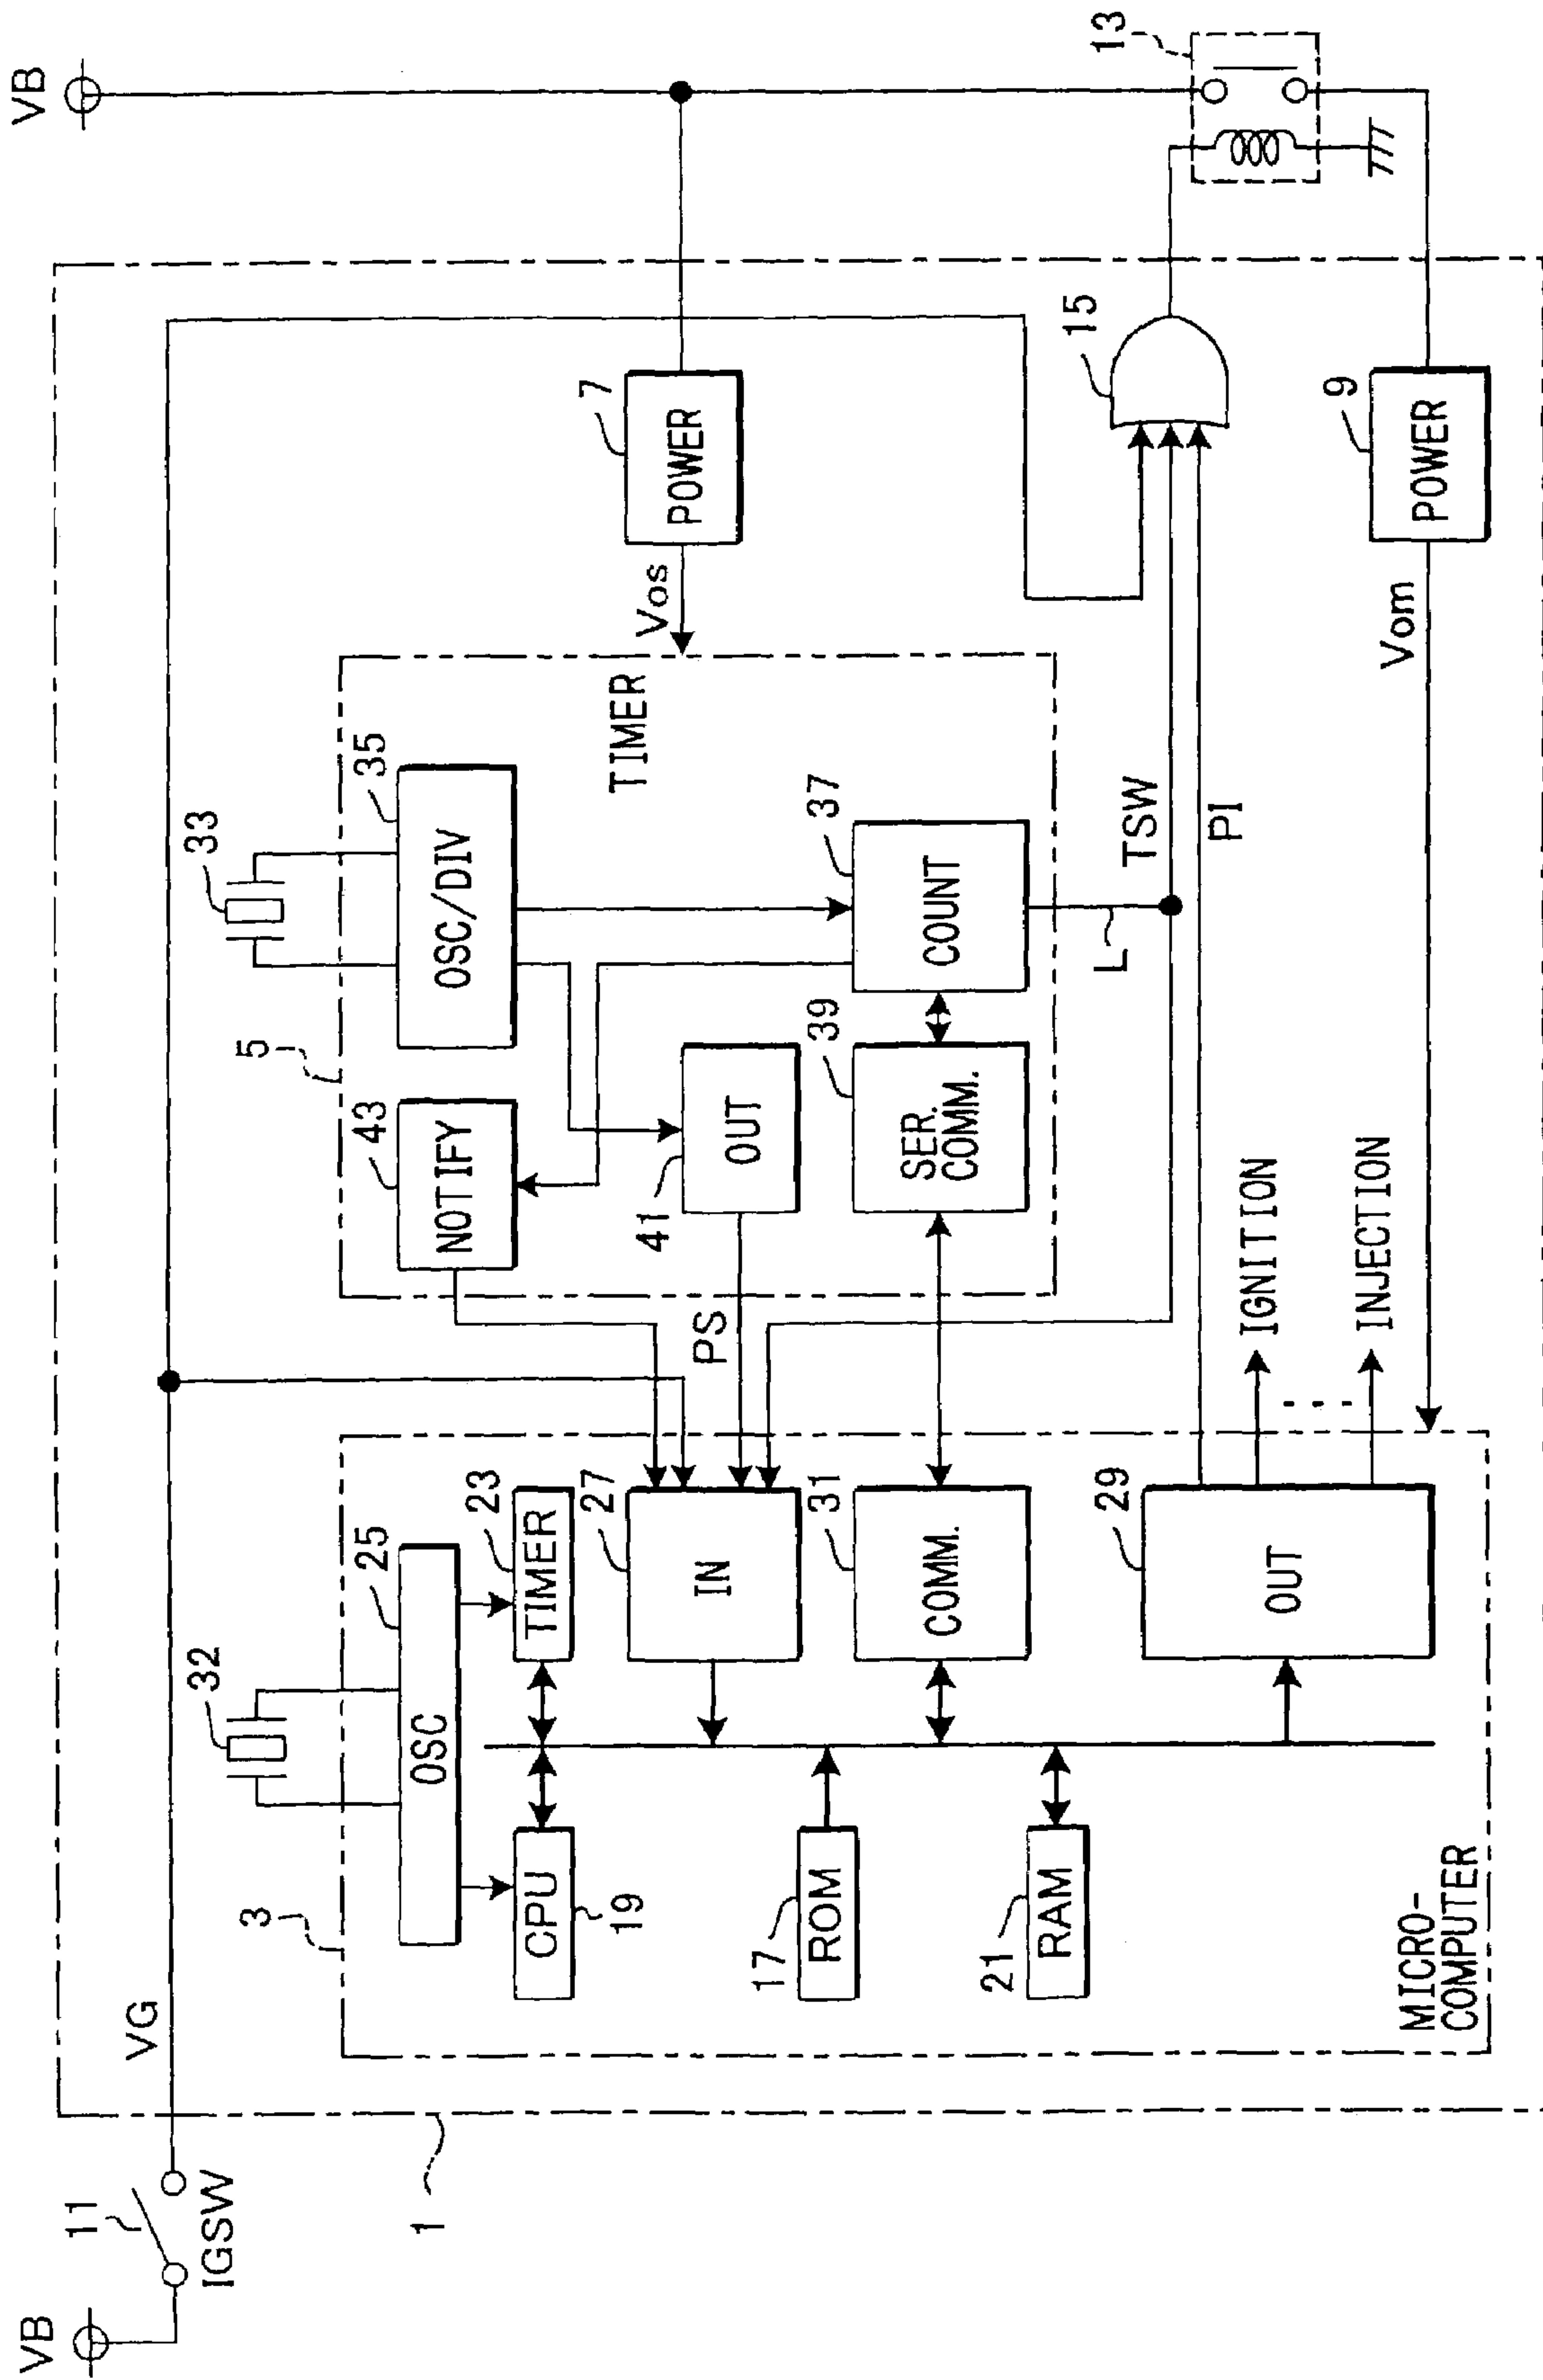 VB
11
IGSW
VG
1
3
32
25
OSC
CPU
19
23
TIMER
27
IN
17
ROM
31
COMM.
21
RAM
29
OUT
MICRO-
COMPUTER
IGNITION
INJECTION
5
33
35
OSC/DIV
43
NOTIFY
41
OUT
PS
39
SER.
COMM.
37
COUNT
TIMER
L
TSW
PI
Vos
7
POWER
15
9
POWER
Vom
VB
13